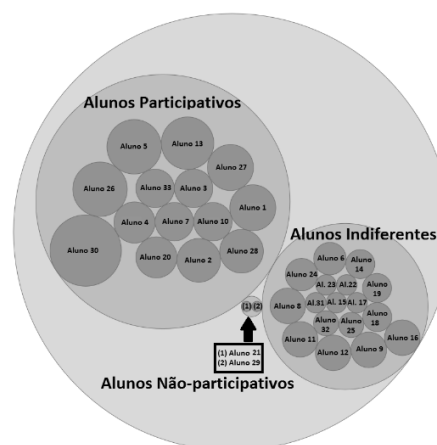 Alunos Participativos
Aluno 5
Aluno 13
Aluno 27
Aluno 26
Aluno 33
Aluno 3
Aluno 1
Aluno 4
Aluno 7
Aluno 10
Aluno 30
Aluno 20
Aluno 2
Aluno 28
Alunos Indiferentes
Aluno 6
Aluno
14
Aluno 24
Al. 23
Al.22
Aluno
19
Aluno 8
Al.31
Al. 15
Al. 17
Aluno
18
Aluno
32
Aluno
25
Aluno 11
Aluno 12
Aluno 9
Aluno 16
(1) (2)
(1) Aluno 21
(2) Aluno 29
Alunos Não-participativos